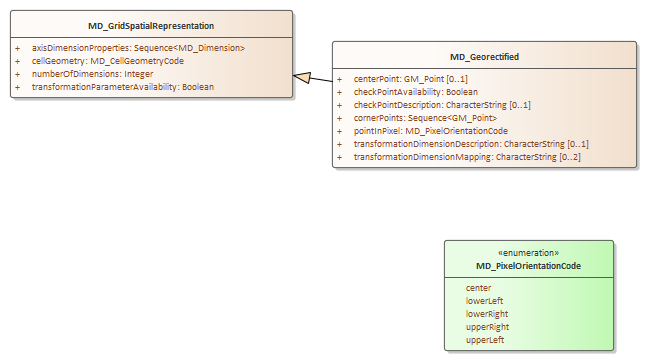 MD_GridSpatialRepresentation
+ axisDimensionProperties: Sequence<MD_Dimension>
+ cellGeometry: MD_CellGeometryCode
+ numberOfDimensions: Integer
+ transformationParameterAvailability: Boolean
MD_Georectified
+ centerPoint: GM_Point [0..1]
+ checkPointAvailability: Boolean
+ checkPointDescription: CharacterString [0..1]
+ cornerPoints: Sequence<GM_Point>
+ pointInPixel: MD_PixelOrientationCode
+ transformationDimensionDescription: CharacterString [0..1]
+ transformationDimensionMapping: CharacterString [0..2]
«enumeration»
MD_PixelOrientationCode
center
lowerLeft
lowerRight
upperRight
upperLeft